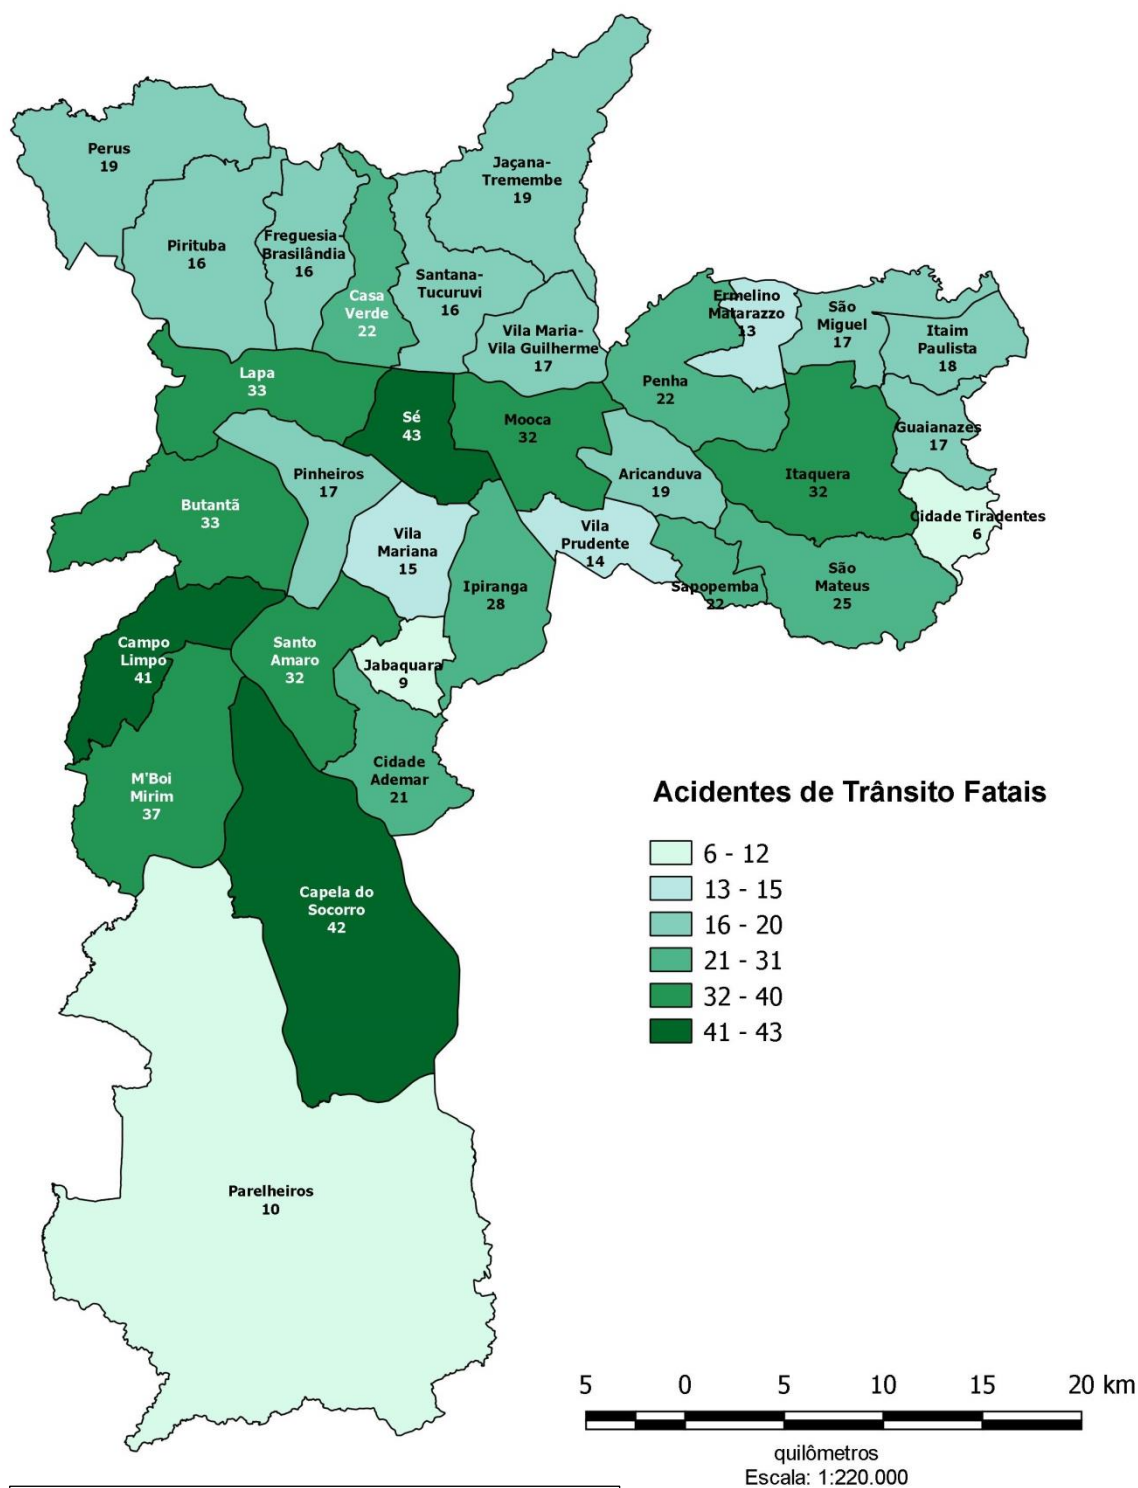 Perus
19
Jaçana-
Tremembe
19
Pirituba
16
Freguesia-
Brasilândia
16
Casa
Verde
22
Santana-
Tucuruvi
16
Vila Maria-
Vila Guilherme
17
Ermelino
Matarazzo
13
São
Miguel
17
Itaim
Paulista
18
Lapa
33
Sé
43
Mooca
32
Penha
22
Guaianazes
17
Pinheiros
17
Aricanduva
19
Itaquera
32
Butantã
33
Vila
Mariana
15
Vila
Prudente
14
Cidade Tiradentes
6
Ipiranga
28
Sapopemba
22
São
Mateus
25
Campo
Limpo
41
Santo
Amaro
32
Jabaquara
9
M'Boi
Mirim
37
Cidade
Ademar
21
Capela do
Socorro
42
Parelheiros
10
Acidentes de Trânsito Fatais
6 - 12
13 - 15
16 - 20
21 - 31
32 - 40
41 - 43
5 0 5 10 15 20 km
quilômetros
Escala: 1:220.000